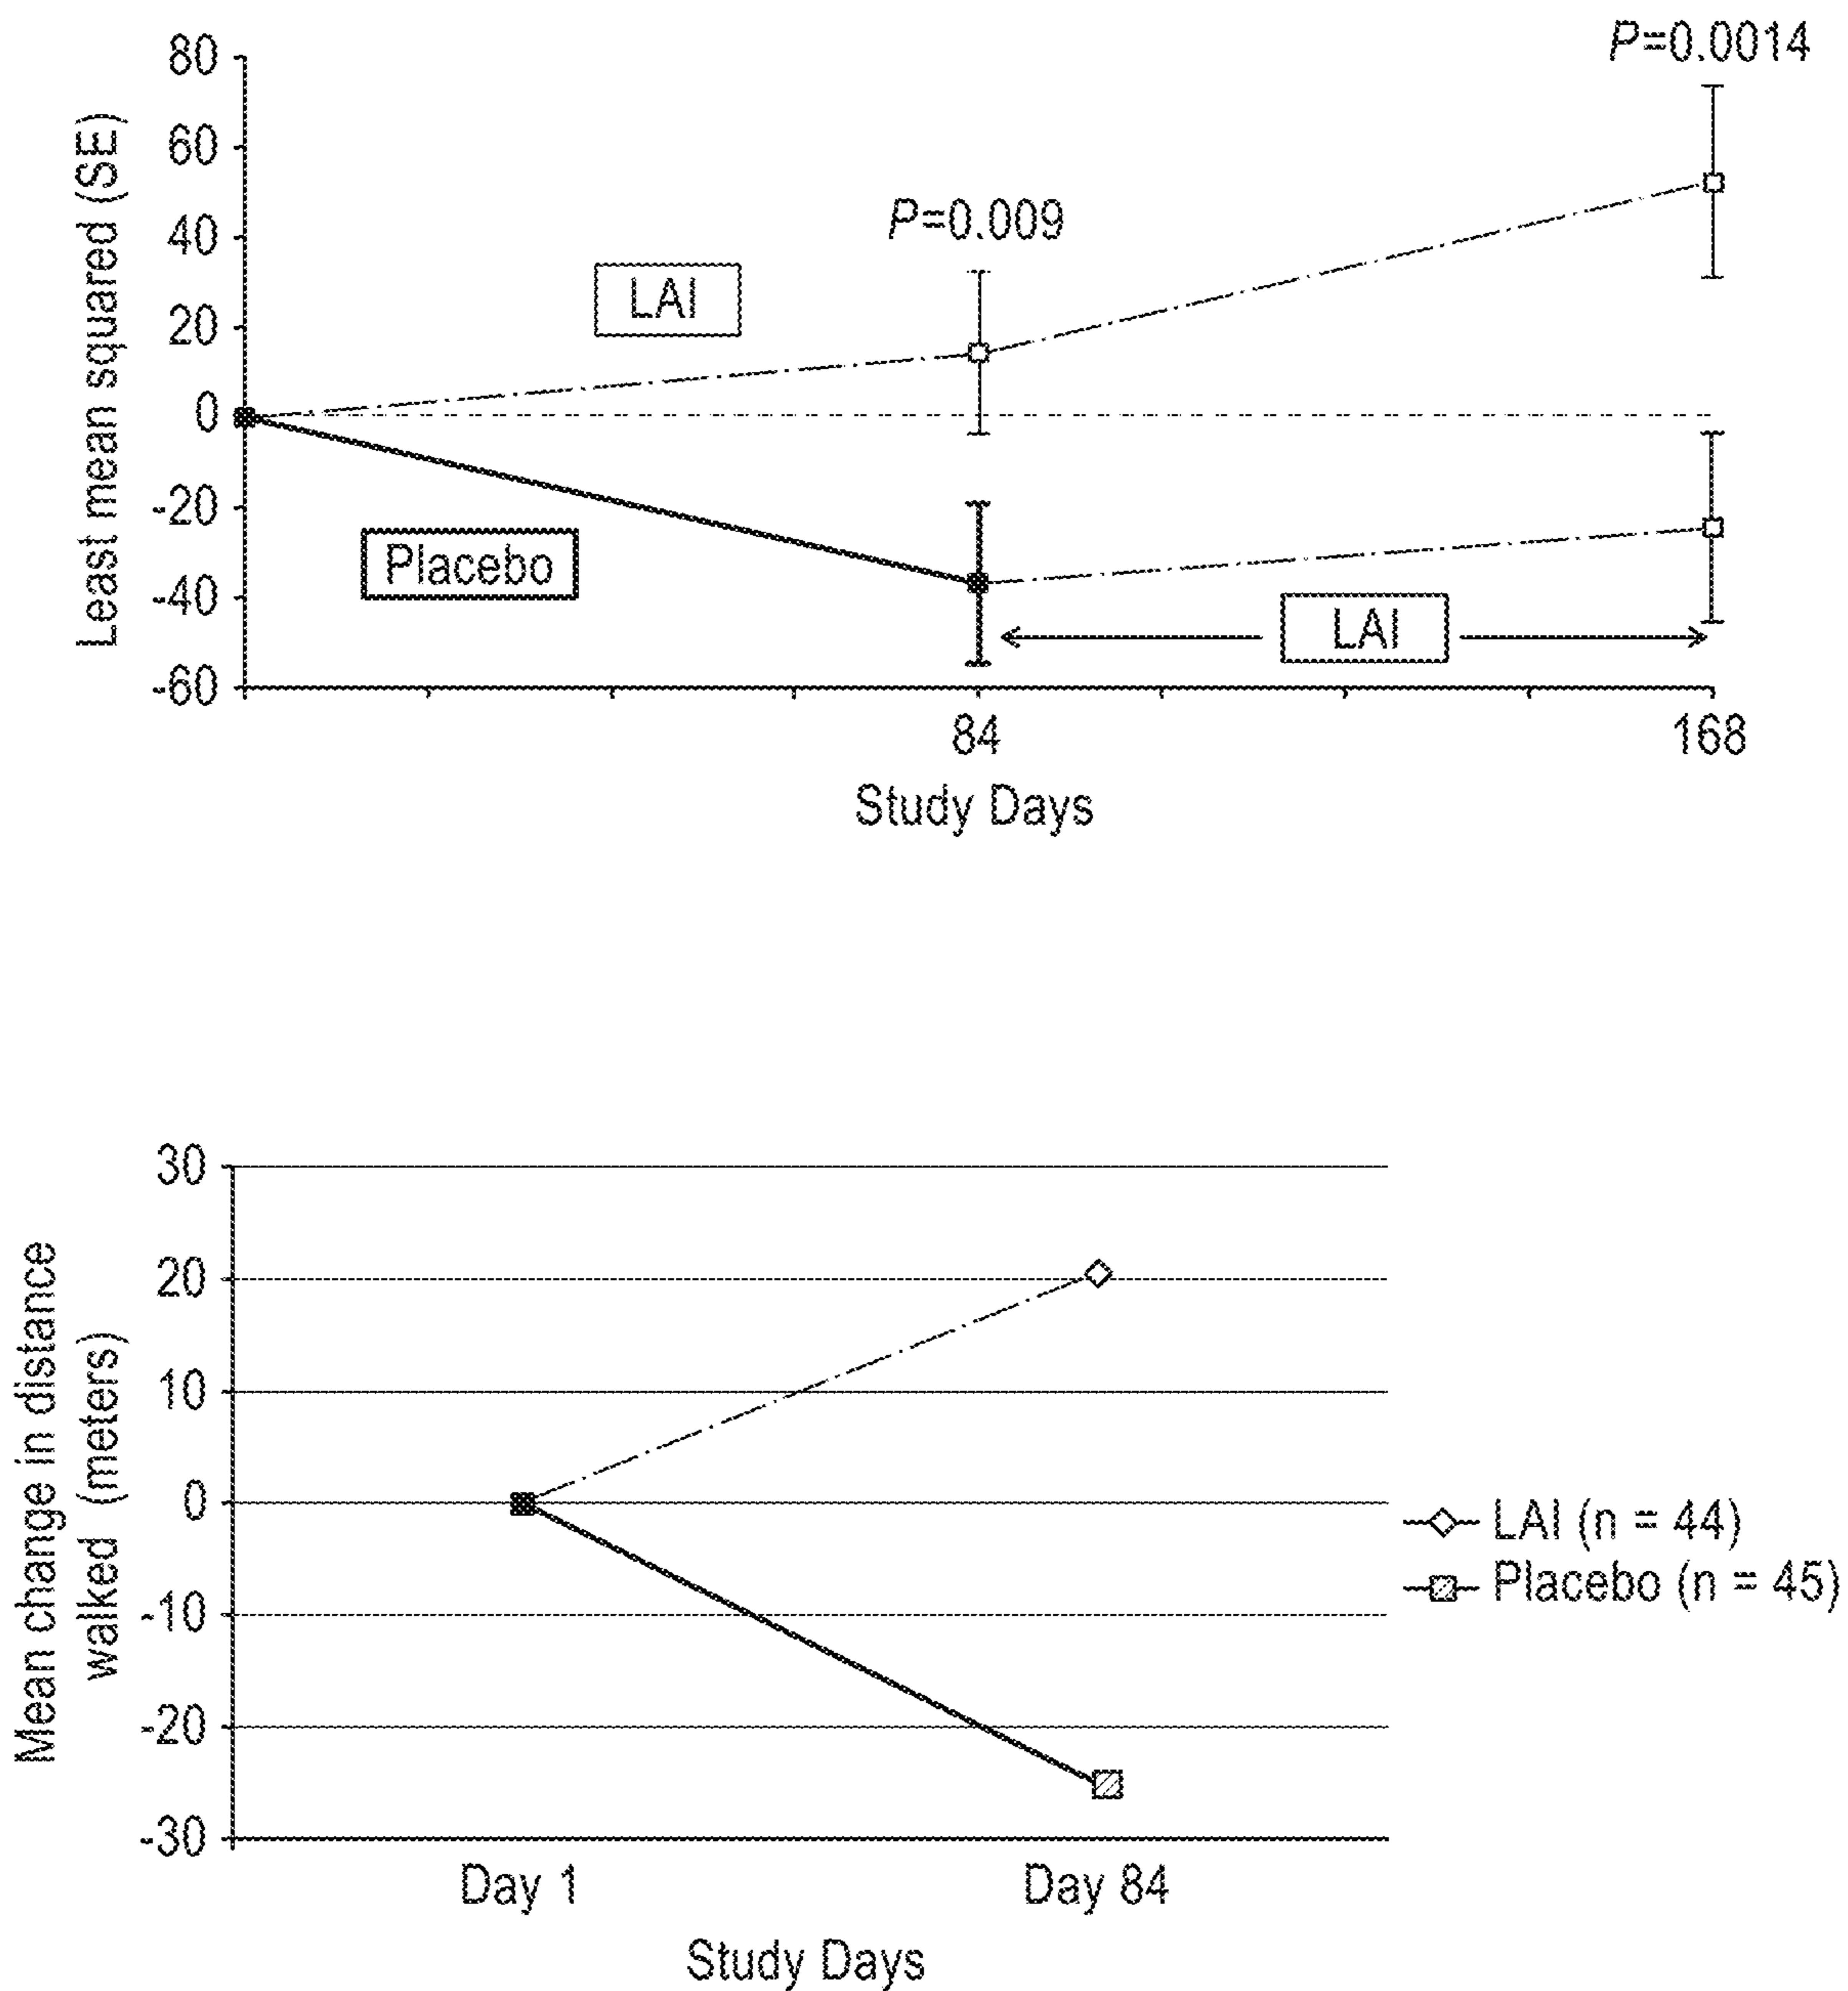 P=0.0014
80
60
40
20
0
-20
-40
-60
Least mean squared (SE)
P=0.009
LAI
Placebo
LAI
84
168
Study Days
30
20
10
0
-10
-20
-30
Mean change in distance
walked (meters)
LAI (n = 44)
Placebo (n = 45)
Day 1
Day 84
Study Days